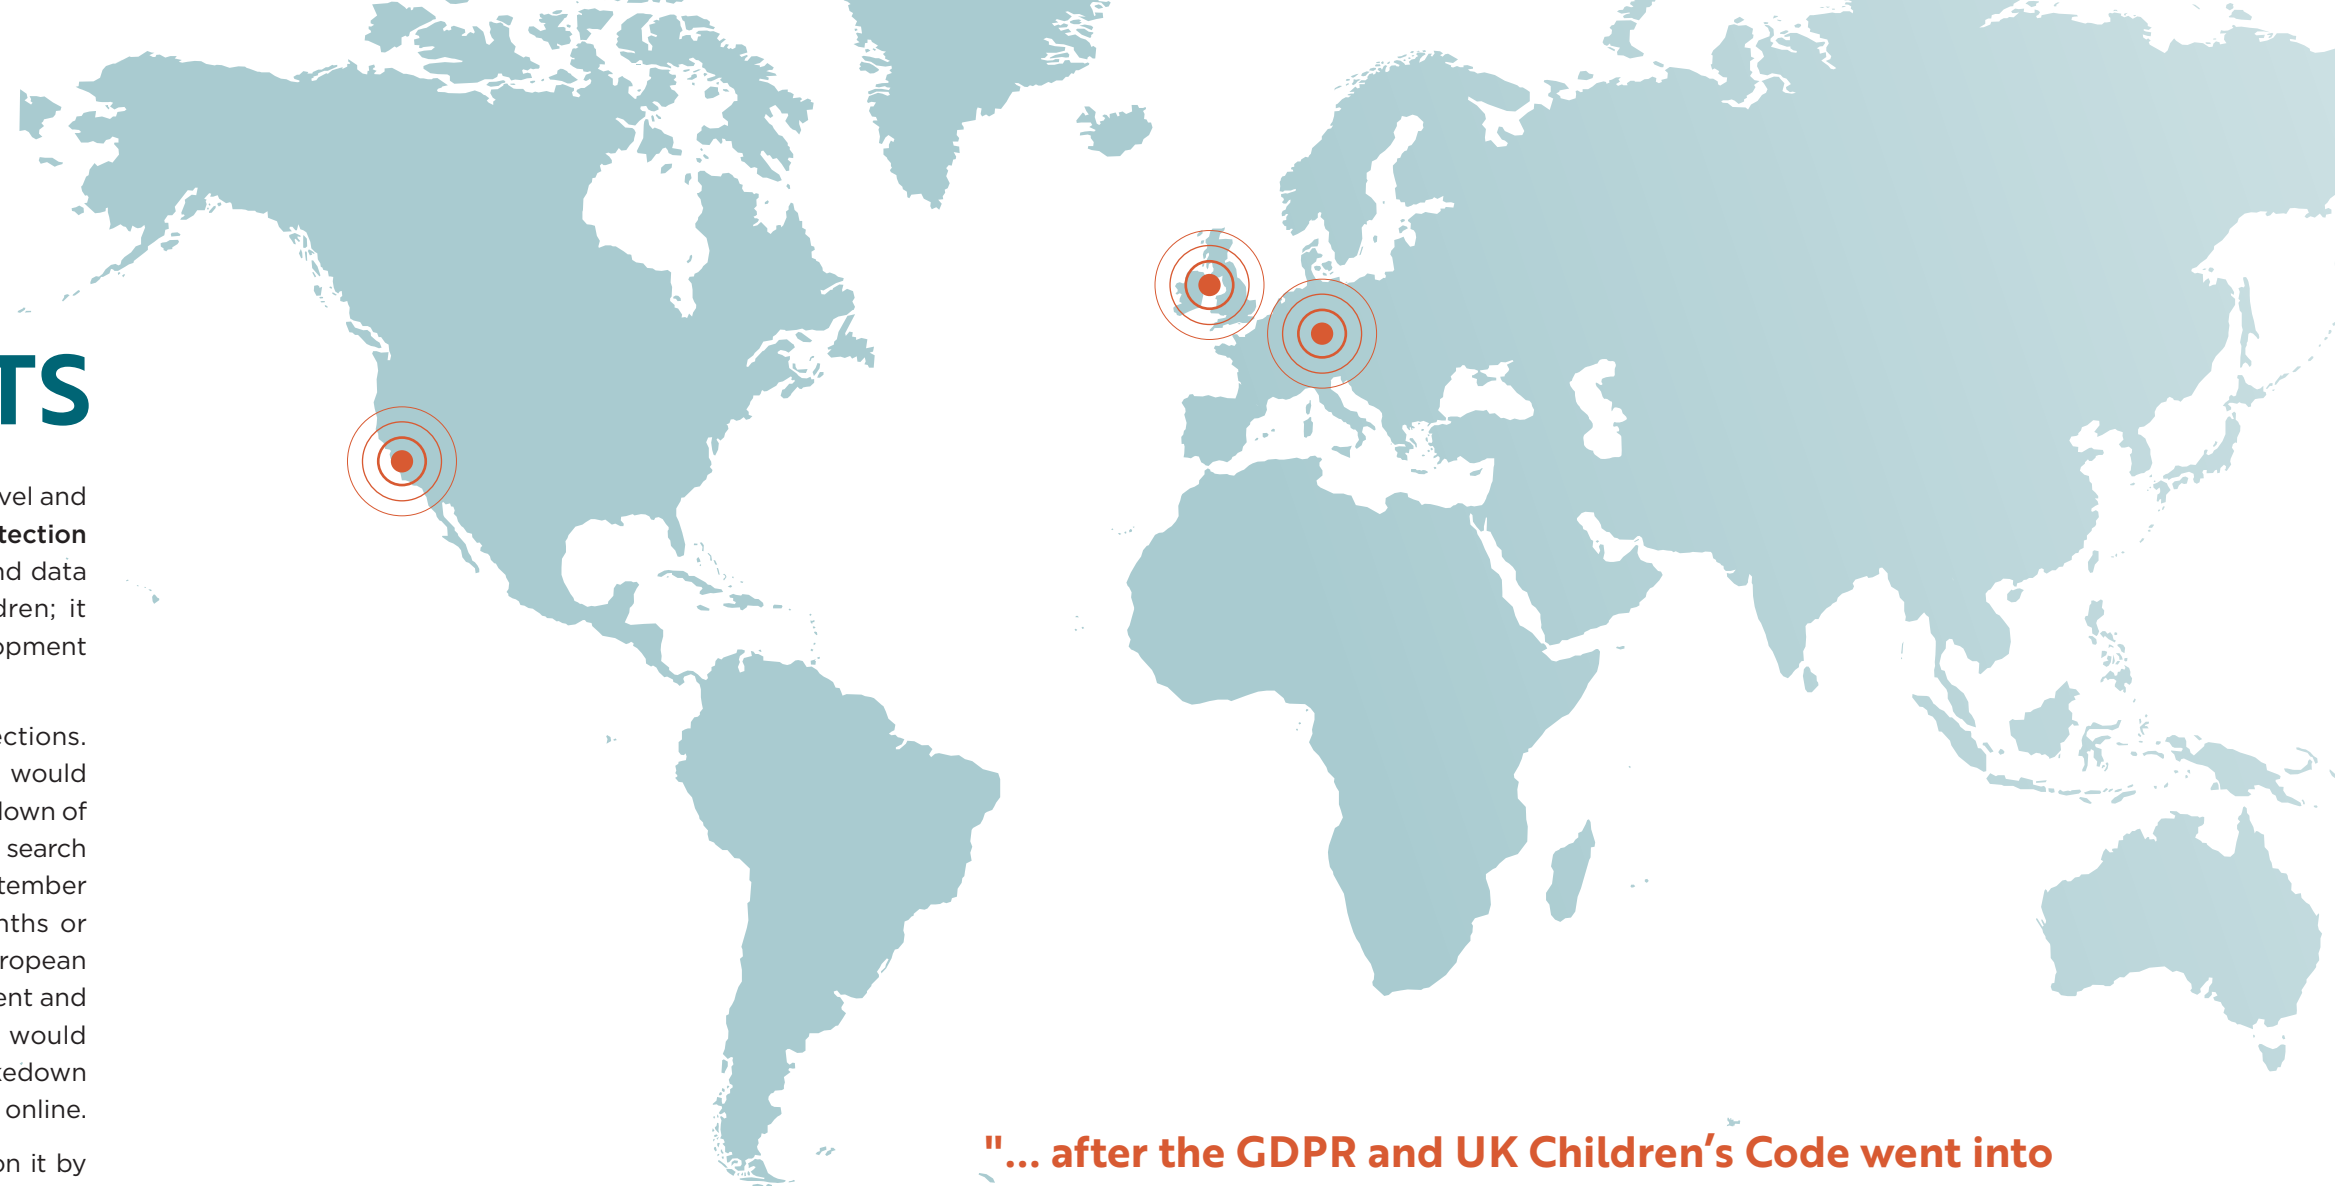 TS
vel and
tection
nd data
dren; it
opment
ections.
would
down of
search
tember
nths or
ropean
ent and
would
kedown
online.
on it by
"... after the GDPR and UK Children's Code went into